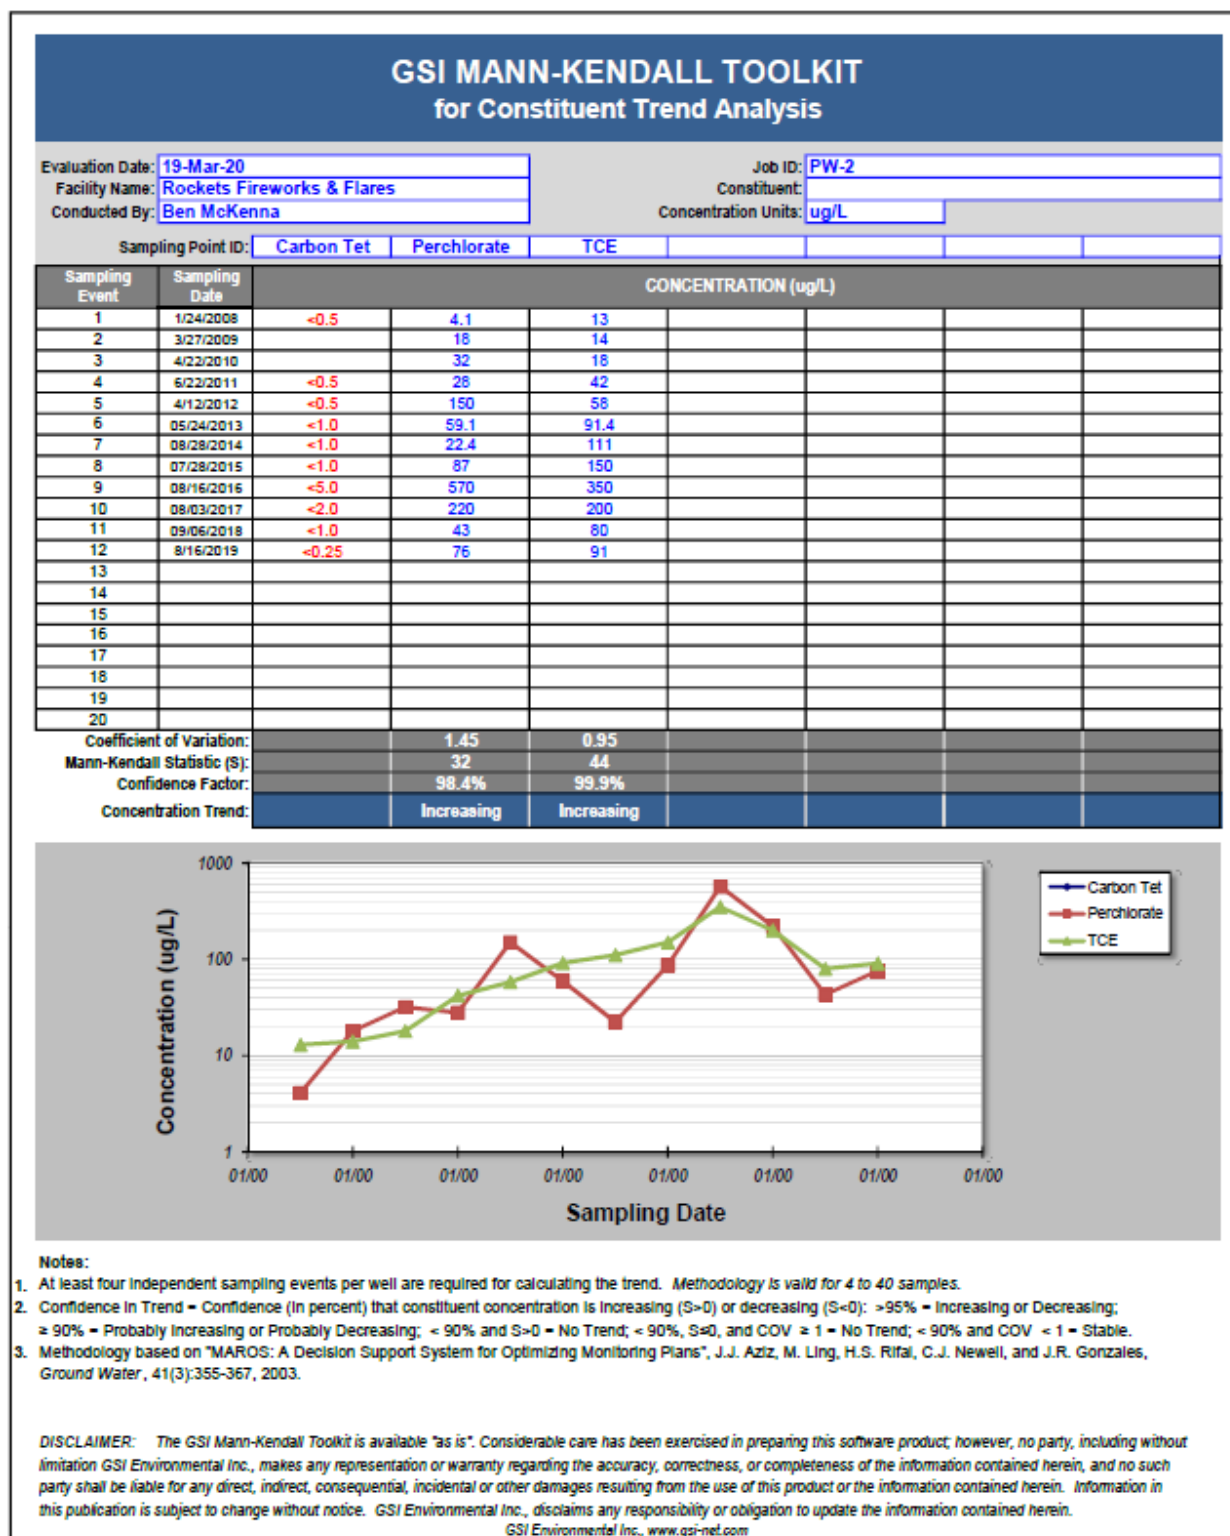 GSI MANN-KENDALL TOOLKIT
for Constituent Trend Analysis
Evaluation Date: 19-Mar-20 Job ID: PW-2
Facility Name: Rockets Fireworks & Flares Constituent:
Conducted By: Ben McKenna Concentration Units: ug/L
Sampling Point ID: Carbon Tet Perchlorate TCE
Sampling Event Sampling Date CONCENTRATION (ug/L)
1 1/24/2008 <0.5 4.1 13
2 3/27/2009 18 14
3 4/22/2010 32 18
4 6/22/2011 <0.5 28 42
5 4/12/2012 <0.5 150 58
6 05/24/2013 <1.0 59.1 91.4
7 08/28/2014 <1.0 22.4 111
8 07/28/2015 <1.0 87 150
9 08/16/2016 <5.0 570 350
10 08/03/2017 <2.0 220 200
11 09/06/2018 <1.0 43 80
12 8/16/2019 <0.25 76 91
13
14
15
16
17
18
19
20
Coefficient of Variation: 1.45 0.95
Mann-Kendall Statistic (S): 32 44
Confidence Factor: 98.4% 99.9%
Concentration Trend: Increasing Increasing
1000
100
10
1
Concentration (ug/L)
01/00 01/00 01/00 01/00 01/00 01/00 01/00 01/00
Sampling Date
Carbon Tet
Perchlorate
TCE
Notes:
1. At least four independent sampling events per well are required for calculating the trend. Methodology is valid for 4 to 40 samples.
2. Confidence in Trend = Confidence (in percent) that constituent concentration is increasing (S>0) or decreasing (S<0): >95% = Increasing or Decreasing;
≥ 90% = Probably Increasing or Probably Decreasing; < 90% and S>0 = No Trend; < 90%, S≤0, and COV ≥ 1 = No Trend; < 90% and COV < 1 = Stable.
3. Methodology based on "MAROS: A Decision Support System for Optimizing Monitoring Plans", J.J. Aziz, M. Ling, H.S. Rifai, C.J. Newell, and J.R. Gonzales,
Ground Water, 41(3):355-367, 2003.
DISCLAIMER: The GSI Mann-Kendall Toolkit is available "as is". Considerable care has been exercised in preparing this software product; however, no party, including without
limitation GSI Environmental Inc., makes any representation or warranty regarding the accuracy, correctness, or completeness of the information contained herein, and no such
party shall be liable for any direct, indirect, consequential, incidental or other damages resulting from the use of this product or the information contained herein. Information in
this publication is subject to change without notice. GSI Environmental Inc., disclaims any responsibility or obligation to update the information contained herein.
GSI Environmental Inc., www.gsi-net.com